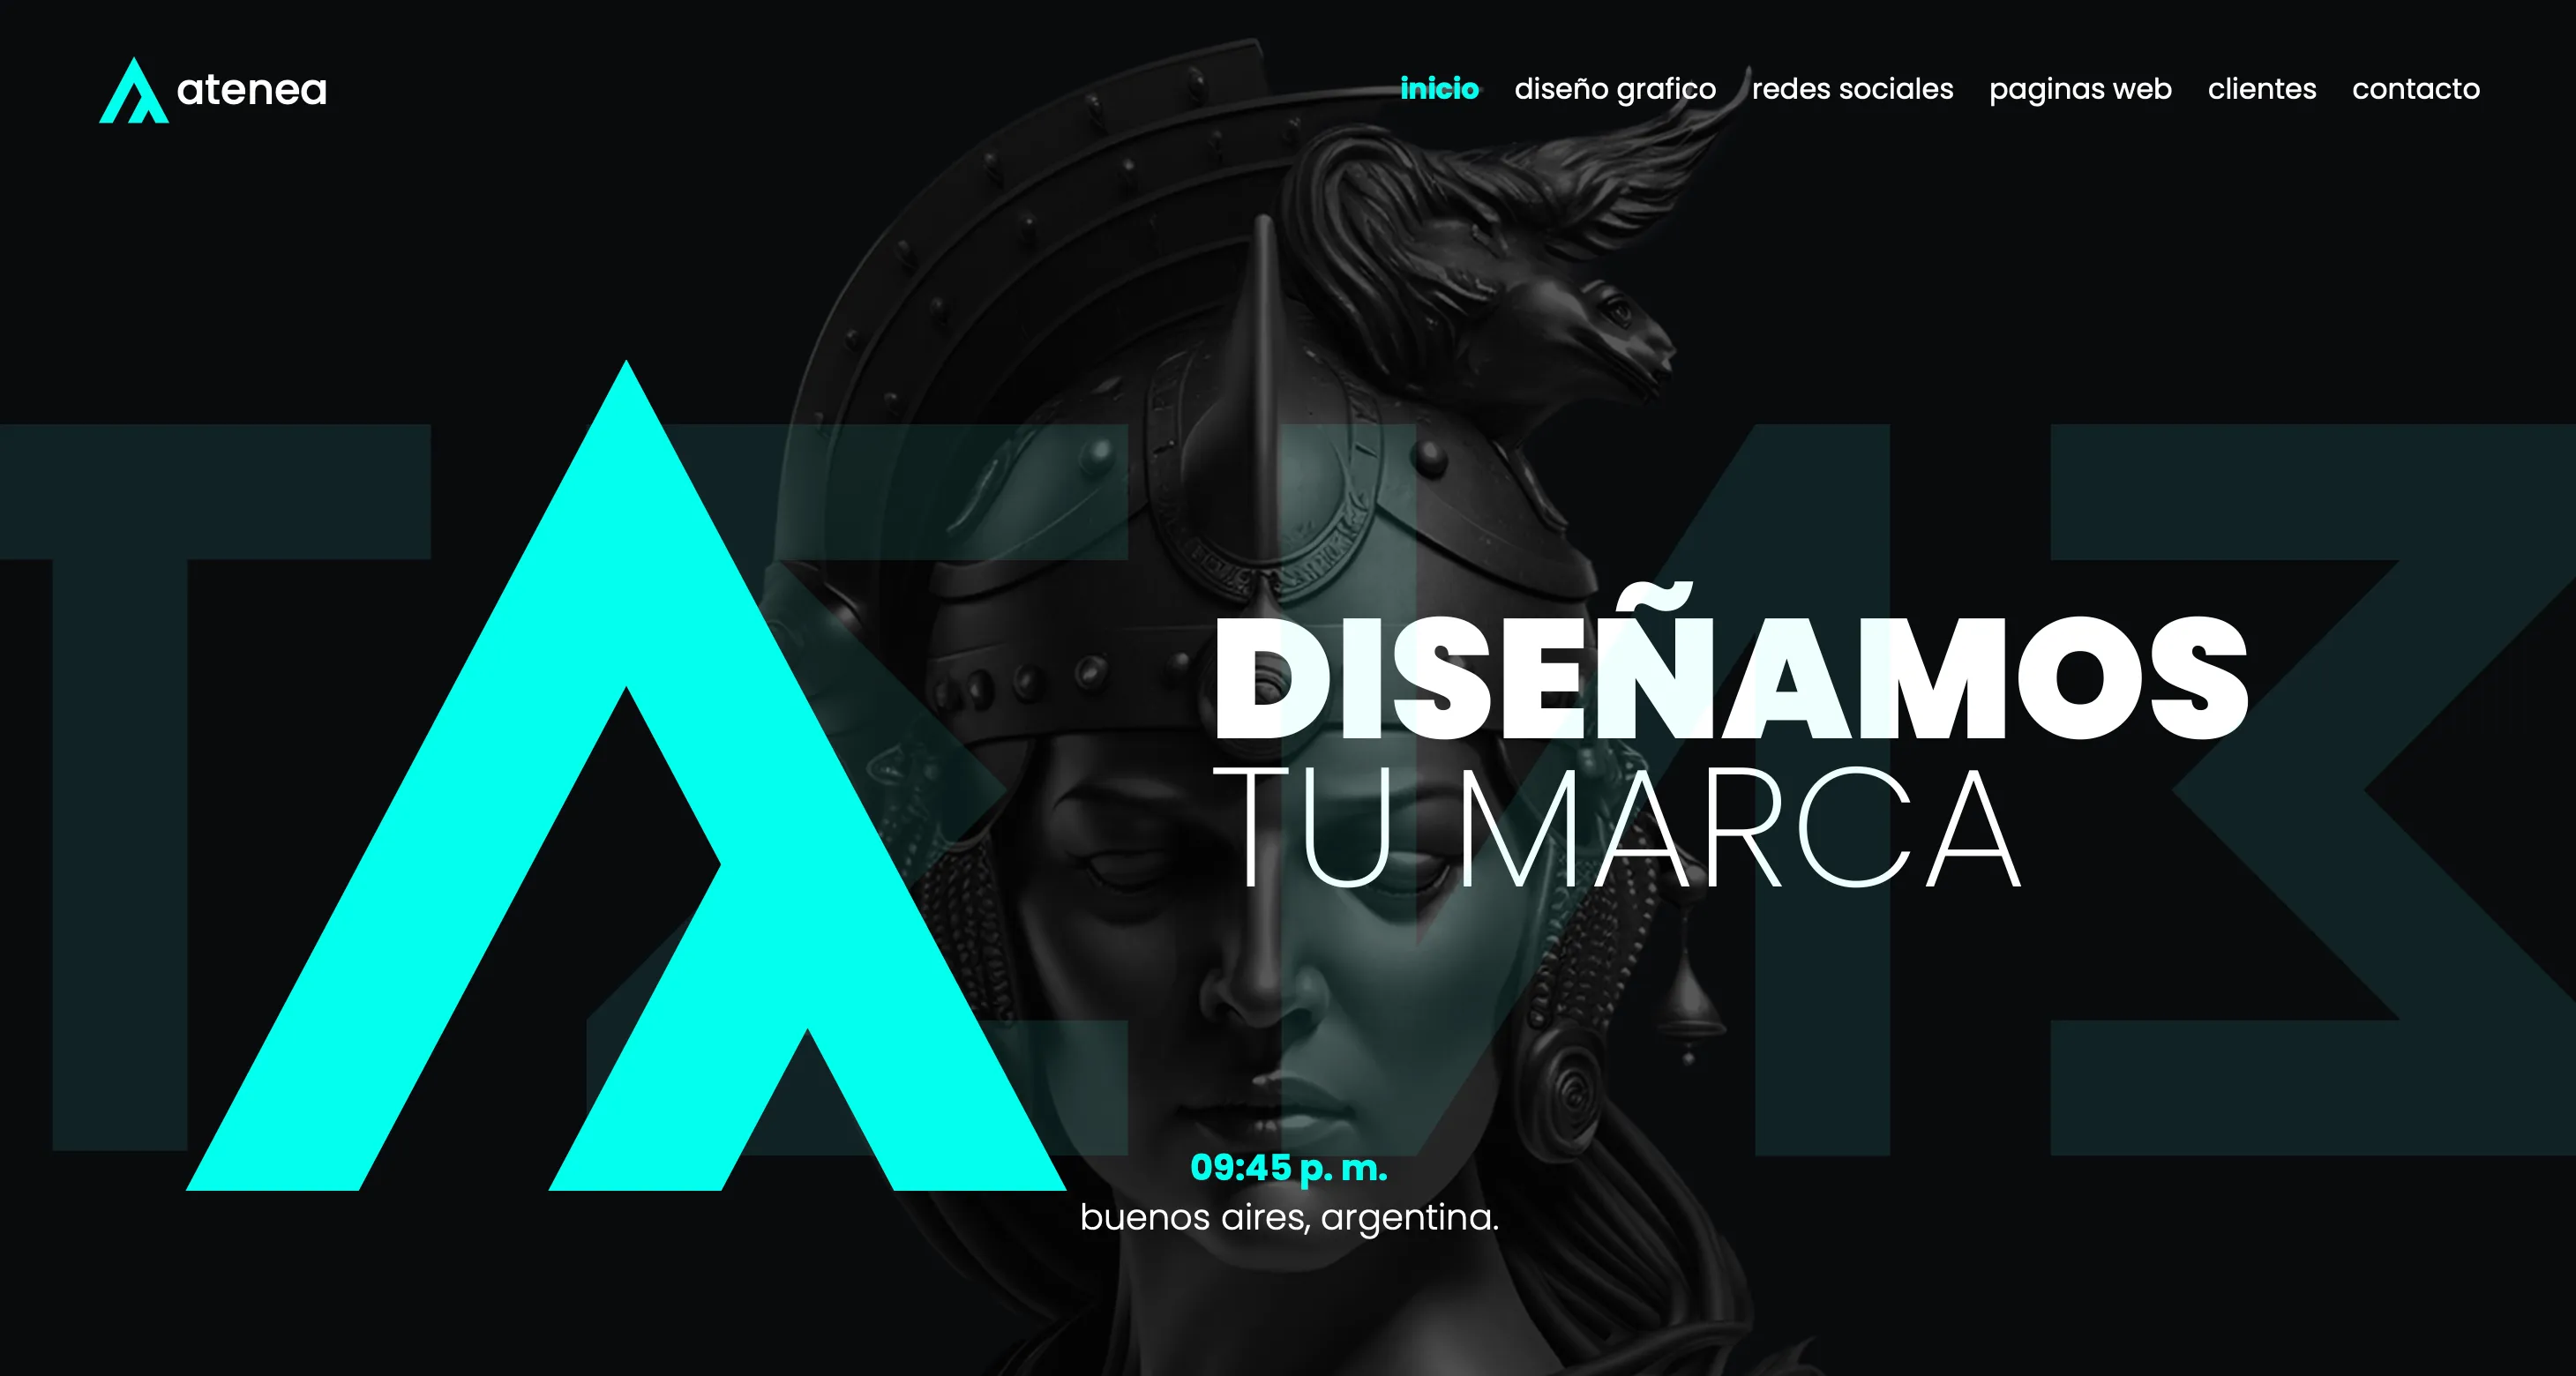 atenea
inicio diseño grafico redes sociales paginas web clientes contacto
DISEÑAMOS
TU MARCA
09:45 p. m.
buenos aires, argentina.